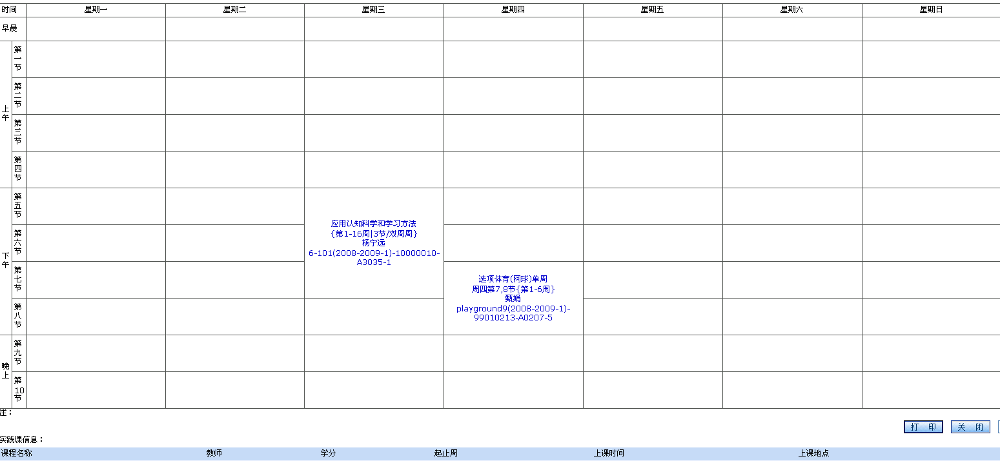 时间 星期一 星期二 星期三 星期四 星期五 星期六 星期日
早晨
上午
第一节
第二节
第三节
第四节
下午
第五节
第六节
第七节
第八节
应用认知科学和学习方法
{第1-16周|3节/双周周}
杨宁远
6-101(2008-2009-1)-10000010-
A3035-1
选项体育(网球)单周
周四第7,8节{第1-6周}
甄娟
playground9(2008-2009-1)-
99010213-A0207-5
晚上
第九节
第10节
注：
打 印 关 闭
实践课信息：
课程名称 教师 学分 起止周 上课时间 上课地点